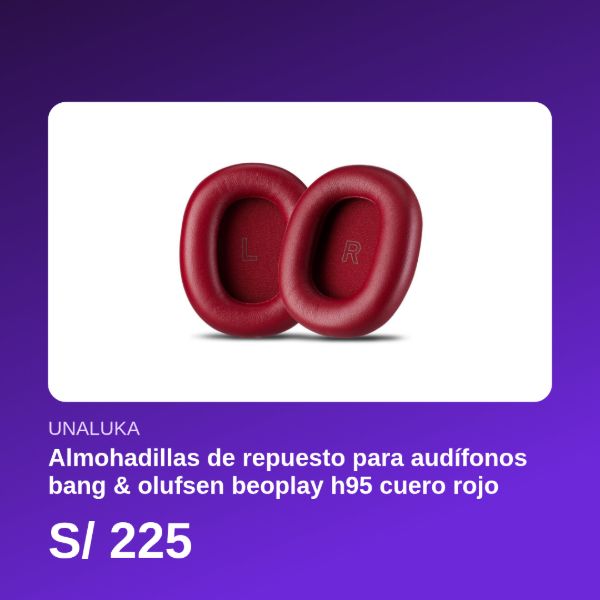 L
R
UNALUKA
Almohadillas de repuesto para audífonos
bang & olufsen beoplay h95 cuero rojo
S/ 225